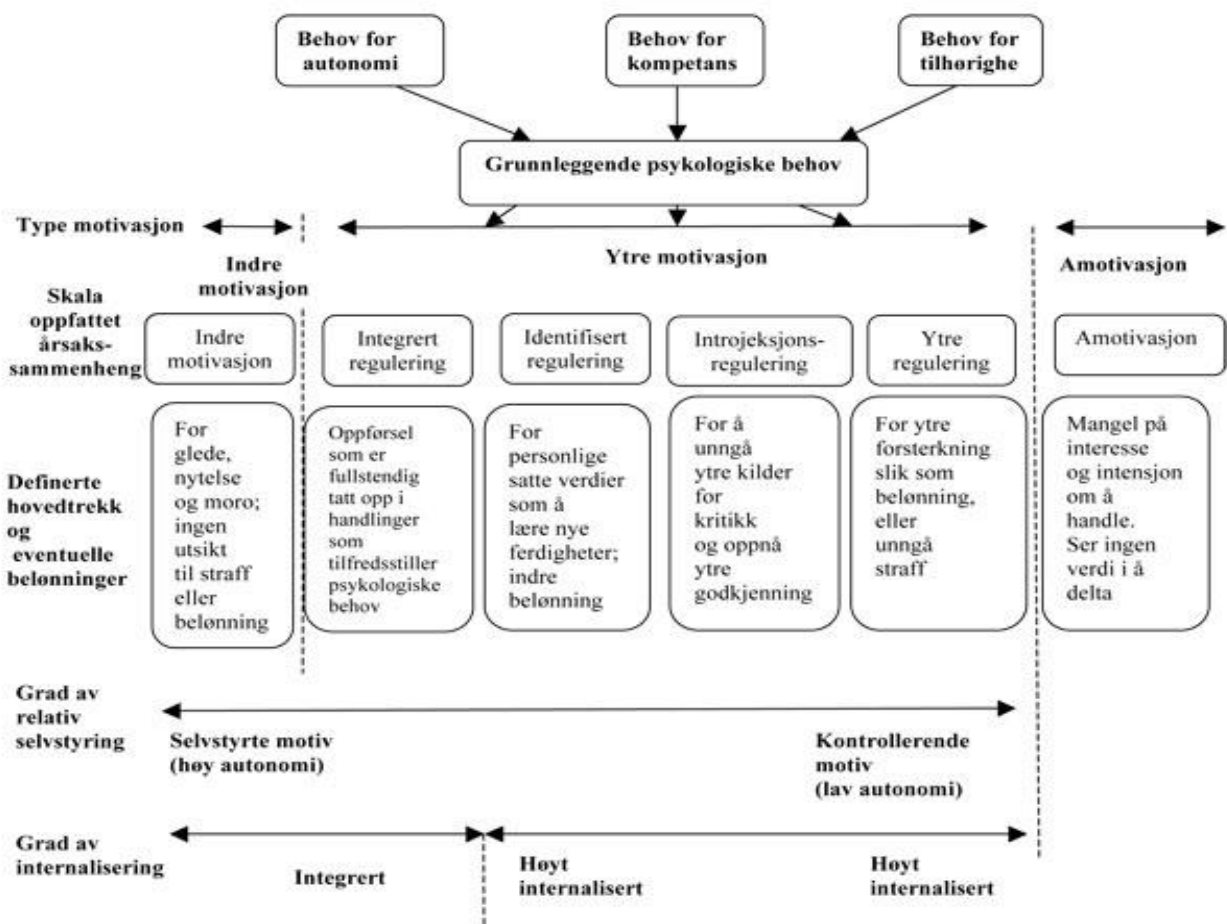 Behov for
autonomi
Behov for
kompetans
Behov for
tilhørighe
Grunnleggende psykologiske behov
Type motivasjon
Indre
motivasjon
Ytre motivasjon
Amotivasjon
Skala
oppfattet
årsaks-
sammenheng
Indre
motivasjon
Integrert
regulering
Identifisert
regulering
Introjeksjons-
regulering
Ytre
regulering
Amotivasjon
Definerte
hovedtrekk
og
eventuelle
belønninger
For
glede,
nytelse
og moro;
ingen
utsikt
til straff
eller
belønning
Oppførsel
som er
fullstendig
tatt opp i
handlinger
som
tilfredsstiller
psykologiske
behov
For
personlige
satte verdier
som å
lære nye
ferdigheter;
indre
belønning
For å
unngå
ytre kilder
for
kritikk
og oppnå
ytre
godkjenning
For ytre
forsterkning
slik som
belønning,
eller
unngå
straff
Mangel på
interesse
og intensjon
om å
handle.
Ser ingen
verdi i å
delta
Grad av
relativ
selvstyring
Selvstyrte motiv
(høy autonomi)
Kontrollerende
motiv
(lav autonomi)
Grad av
internalisering
Integrert
Høyt
internalisert
Høyt
internalisert